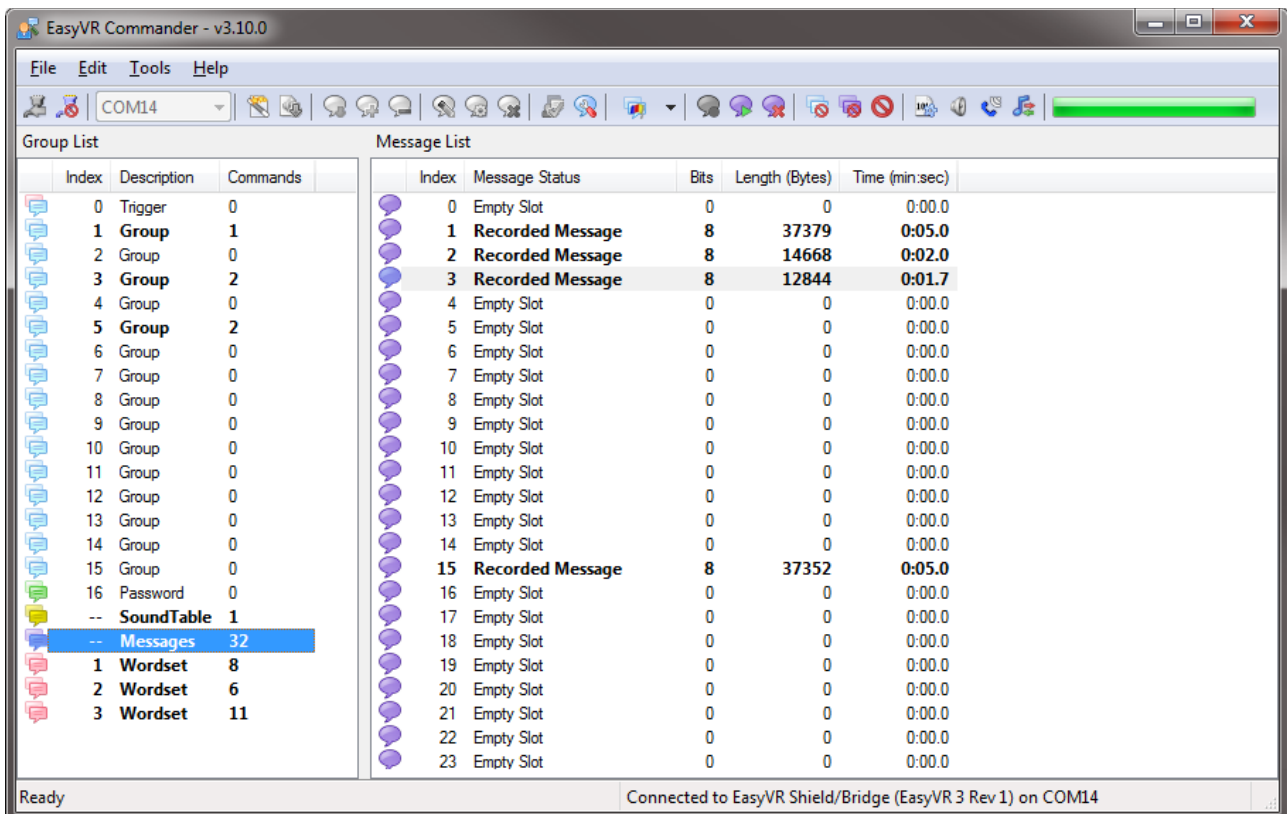 EasyVR Commander - v3.10.0
File Edit Tools Help
COM14
Group List
Index Description Commands
0 Trigger 0
1 Group 1
2 Group 0
3 Group 2
4 Group 0
5 Group 2
6 Group 0
7 Group 0
8 Group 0
9 Group 0
10 Group 0
11 Group 0
12 Group 0
13 Group 0
14 Group 0
15 Group 0
16 Password 0
-- SoundTable 1
-- Messages 32
1 Wordset 8
2 Wordset 6
3 Wordset 11
Message List
Index Message Status Bits Length (Bytes) Time (min:sec)
0 Empty Slot 0 0 0:00.0
1 Recorded Message 8 37379 0:05.0
2 Recorded Message 8 14668 0:02.0
3 Recorded Message 8 12844 0:01.7
4 Empty Slot 0 0 0:00.0
5 Empty Slot 0 0 0:00.0
6 Empty Slot 0 0 0:00.0
7 Empty Slot 0 0 0:00.0
8 Empty Slot 0 0 0:00.0
9 Empty Slot 0 0 0:00.0
10 Empty Slot 0 0 0:00.0
11 Empty Slot 0 0 0:00.0
12 Empty Slot 0 0 0:00.0
13 Empty Slot 0 0 0:00.0
14 Empty Slot 0 0 0:00.0
15 Recorded Message 8 37352 0:05.0
16 Empty Slot 0 0 0:00.0
17 Empty Slot 0 0 0:00.0
18 Empty Slot 0 0 0:00.0
19 Empty Slot 0 0 0:00.0
20 Empty Slot 0 0 0:00.0
21 Empty Slot 0 0 0:00.0
22 Empty Slot 0 0 0:00.0
23 Empty Slot 0 0 0:00.0
Ready
Connected to EasyVR Shield/Bridge (EasyVR 3 Rev 1) on COM14